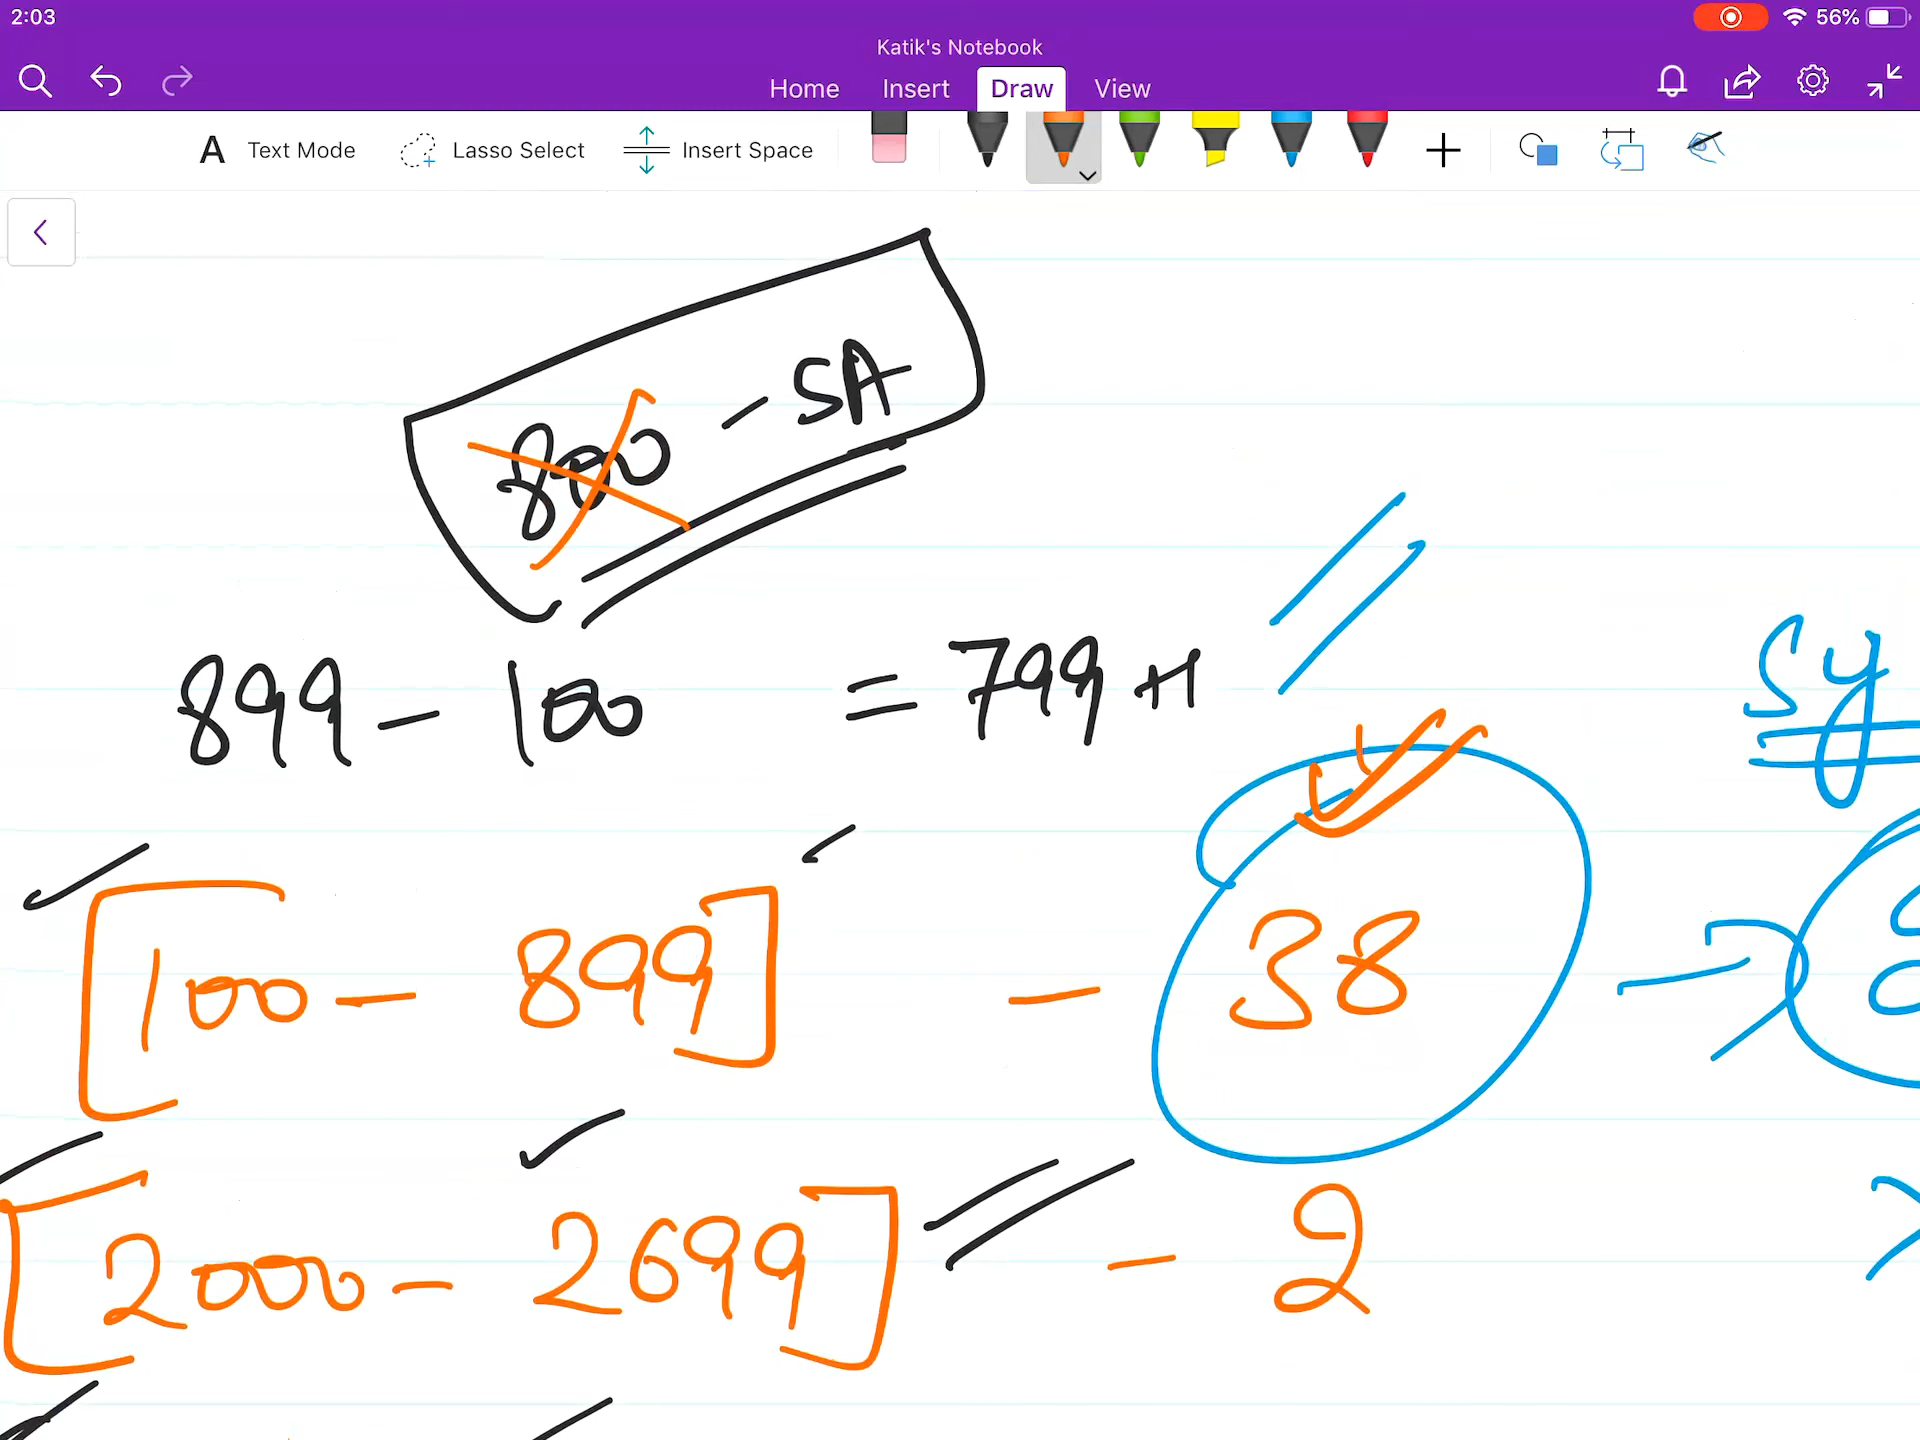 2:03
56%
Katik's Notebook
Home Insert Draw View
A Text Mode Lasso Select Insert Space
800 - SA
899 - 100 = 799 +1
Sy
[100 - 899] - 38
[2000 - 2699] - 2